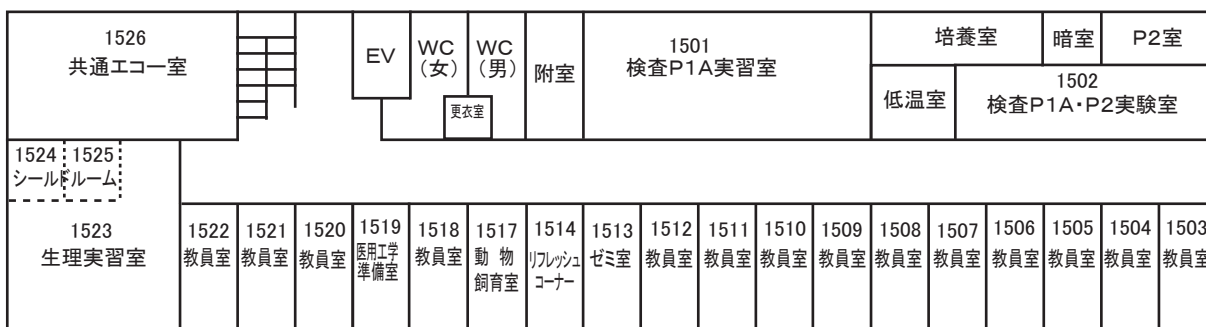 1526
共通エコー室
EV
WC
（女）
WC
（男）
更衣室
附室
1501
検査P1A実習室
培養室
暗室
P2室
低温室
1502
検査P1A・P2実験室
1524
1525
シールドルーム
1523
生理実習室
1522
教員室
1521
教員室
1520
教員室
1519
医用工学
準備室
1518
教員室
1517
動物
飼育室
1514
リフレッシュ
コーナー
1513
ゼミ室
1512
教員室
1511
教員室
1510
教員室
1509
教員室
1508
教員室
1507
教員室
1506
教員室
1505
教員室
1504
教員室
1503
教員室